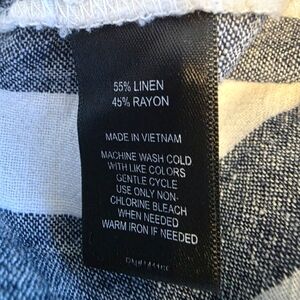 55% LINEN
45% RAYON
MADE IN VIETNAM
MACHINE WASH COLD
WITH LIKE COLORS
GENTLE CYCLE
USE ONLY NON-
CHLORINE BLEACH
WHEN NEEDED
WARM IRON IF NEEDED